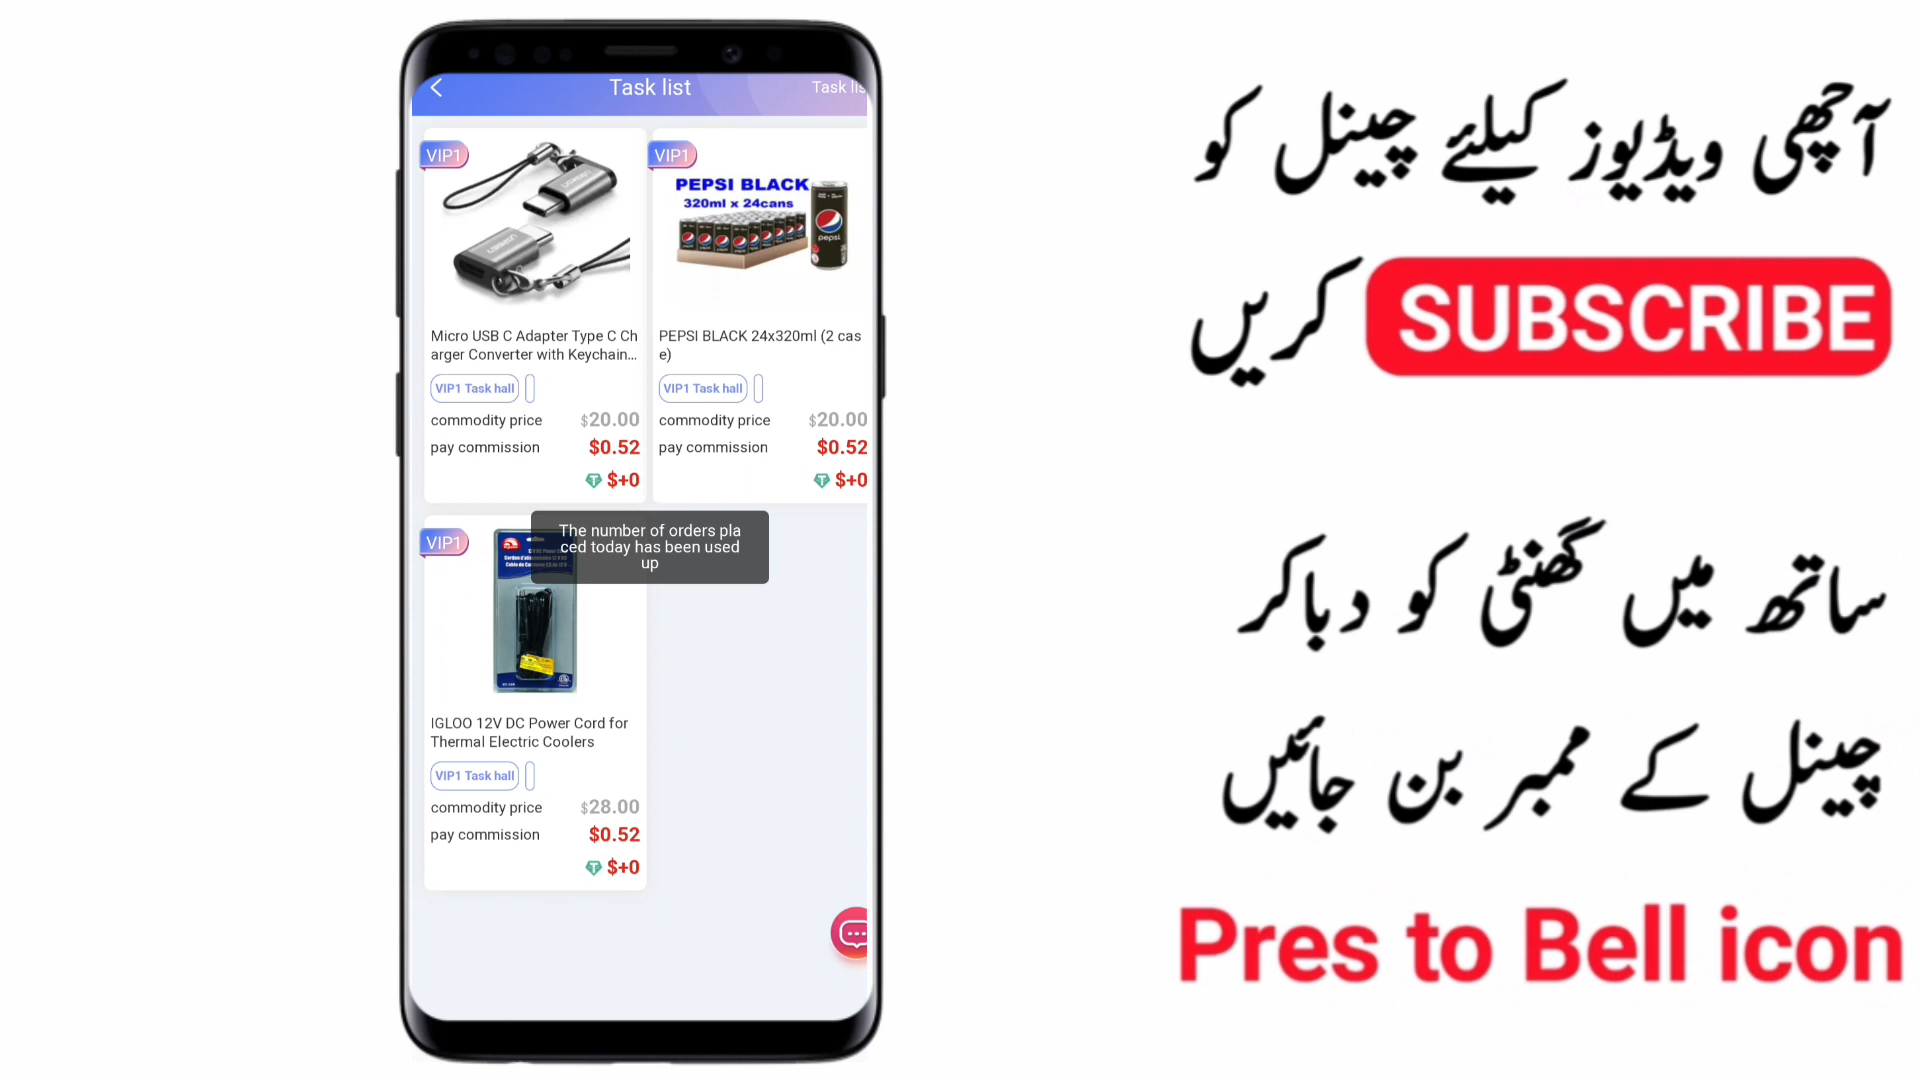 Task list
Task lis
VIP1
VIP1
PEPSI BLACK
320ml x 24cans
pepsi
Micro USB C Adapter Type C Ch
arger Converter with Keychain...
VIP1 Task hall
commodity price $20.00
pay commission $0.52
$+0
PEPSI BLACK 24x320ml (2 cas
e)
VIP1 Task hall
commodity price $20.00
pay commission $0.52
$+0
The number of orders pla
ced today has been used
up
VIP1
IGLOO 12V DC Power Cord for
Thermal Electric Coolers
VIP1 Task hall
commodity price $28.00
pay commission $0.52
$+0
آچھی ویڈیوز کیلئے چینل کو
SUBSCRIBE کریں
ساتھ میں گھنٹی کو دباکر
چینل کے ممبر بن جائیں
Pres to Bell icon